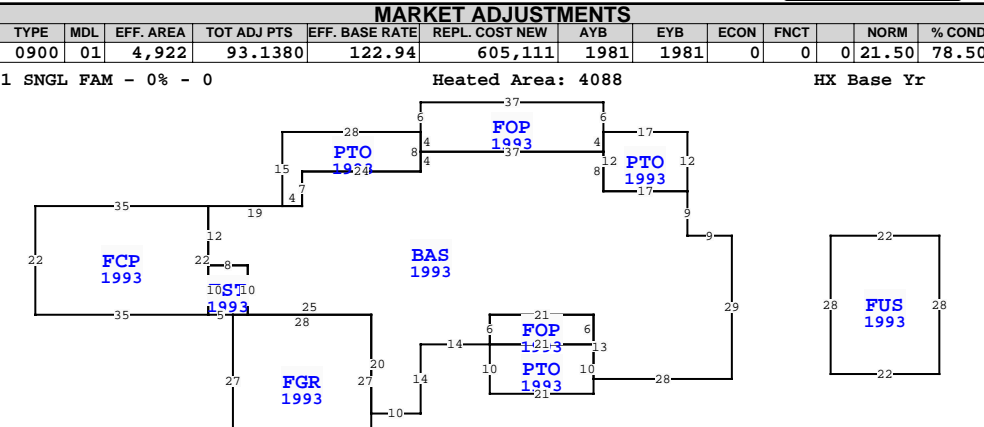 MARKET ADJUSTMENTS
TYPE MDL EFF. AREA TOT ADJ PTS EFF. BASE RATE REPL. COST NEW AYB EYB ECON FNCT NORM % COND
0900 01 4,922 93.1380 122.94 605,111 1981 1981 0 0 0 21.50 78.50
1 SNGL FAM - 0% - 0 Heated Area: 4088 HX Base Yr
37
6 FOP 6
1993
28 4 4 17
PTO 8 37 12 PTO 12
1993 4 8 1993
15 24 17
7
4
35 19 9
12 9
22 FCP 22 BAS 22
1993 8 1993
10 10 28 FUS 28
1993 1993
35 5 25 29
28 21
6 FOP 6
14 21 1993 13
20 10 PTO 10
27 FGR 27 14 1993 28 22
1993 21
10